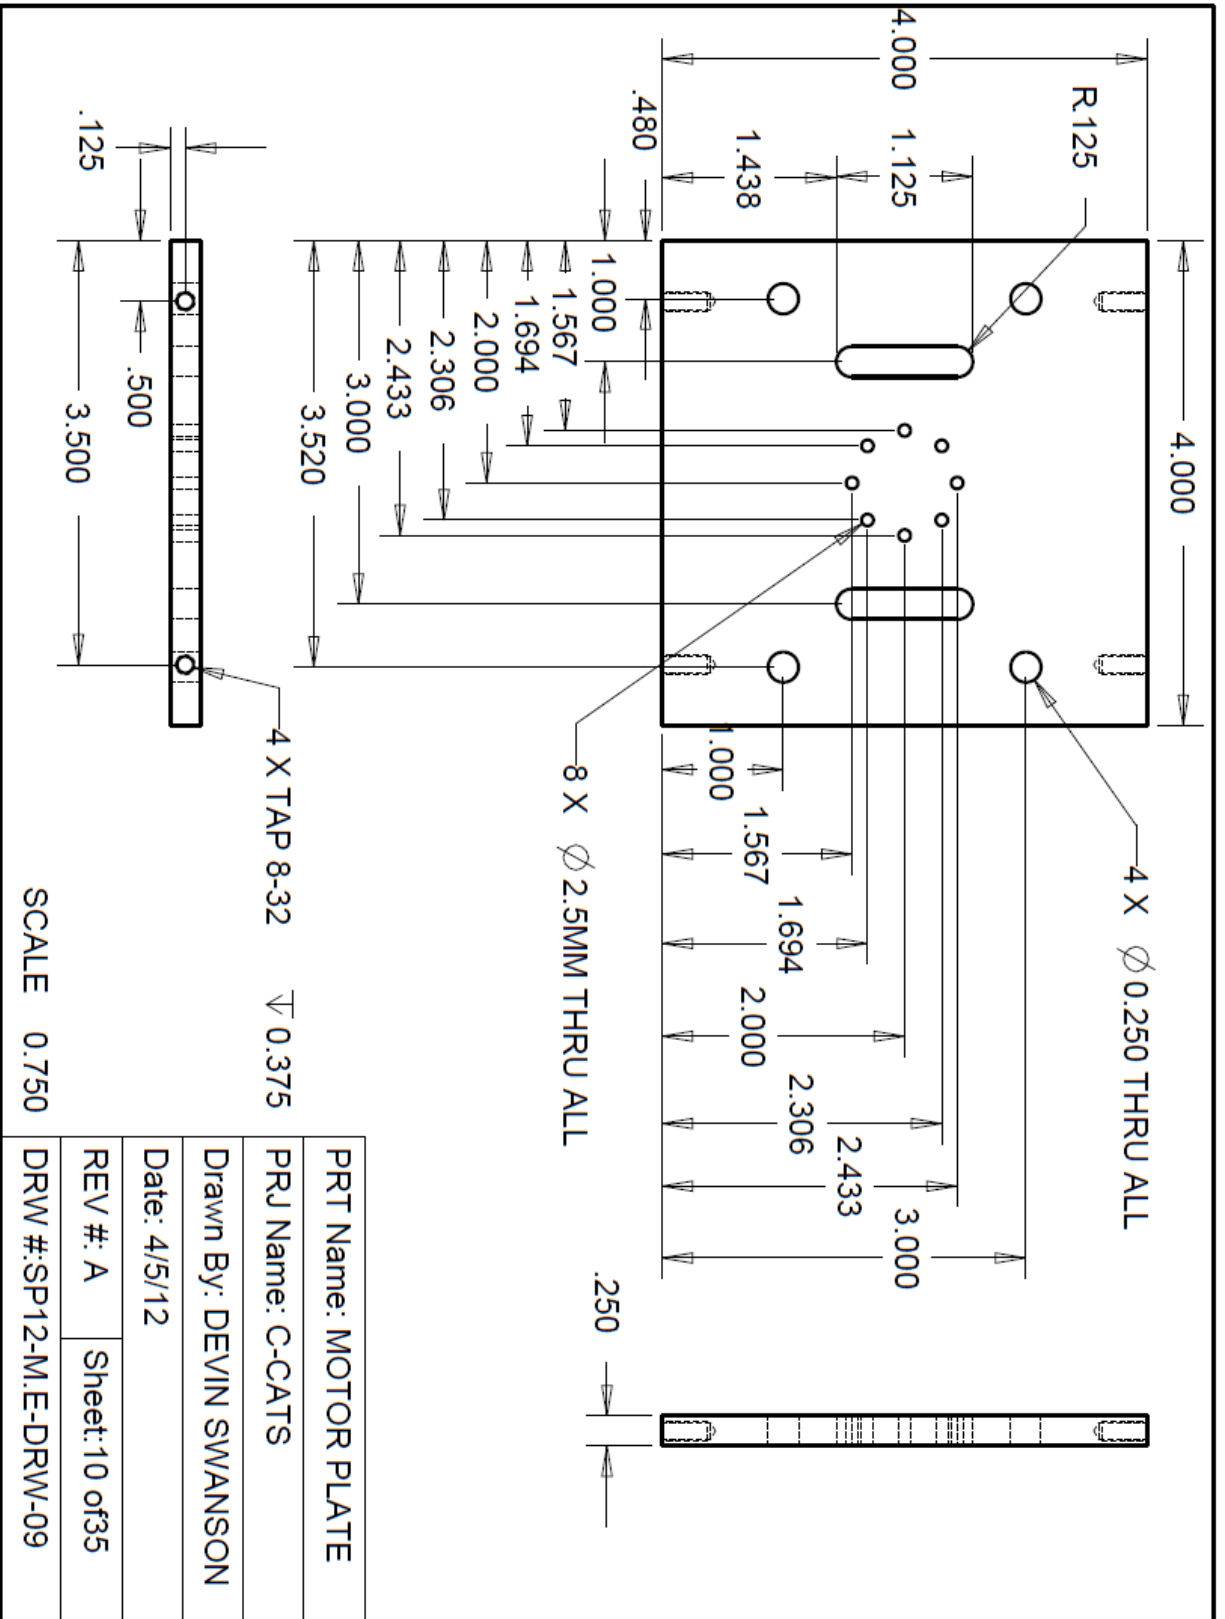 4.000
4.000
R.125
1.125
1.438
.480
1.000
1.567
1.694
2.000
2.306
2.433
3.000
3.520
4 X ∅0.250 THRU ALL
1.000
1.567
1.694
2.000
2.306
2.433
3.000
8 X ∅2.5MM THRU ALL
.250
.125
.500
3.500
4 X TAP 8-32 ↧0.375
SCALE 0.750
PRT Name: MOTOR PLATE
PRJ Name: C-CATS
Drawn By: DEVIN SWANSON
Date: 4/5/12
REV #: A Sheet:10 of35
DRW #:SP12-M.E-DRW-09